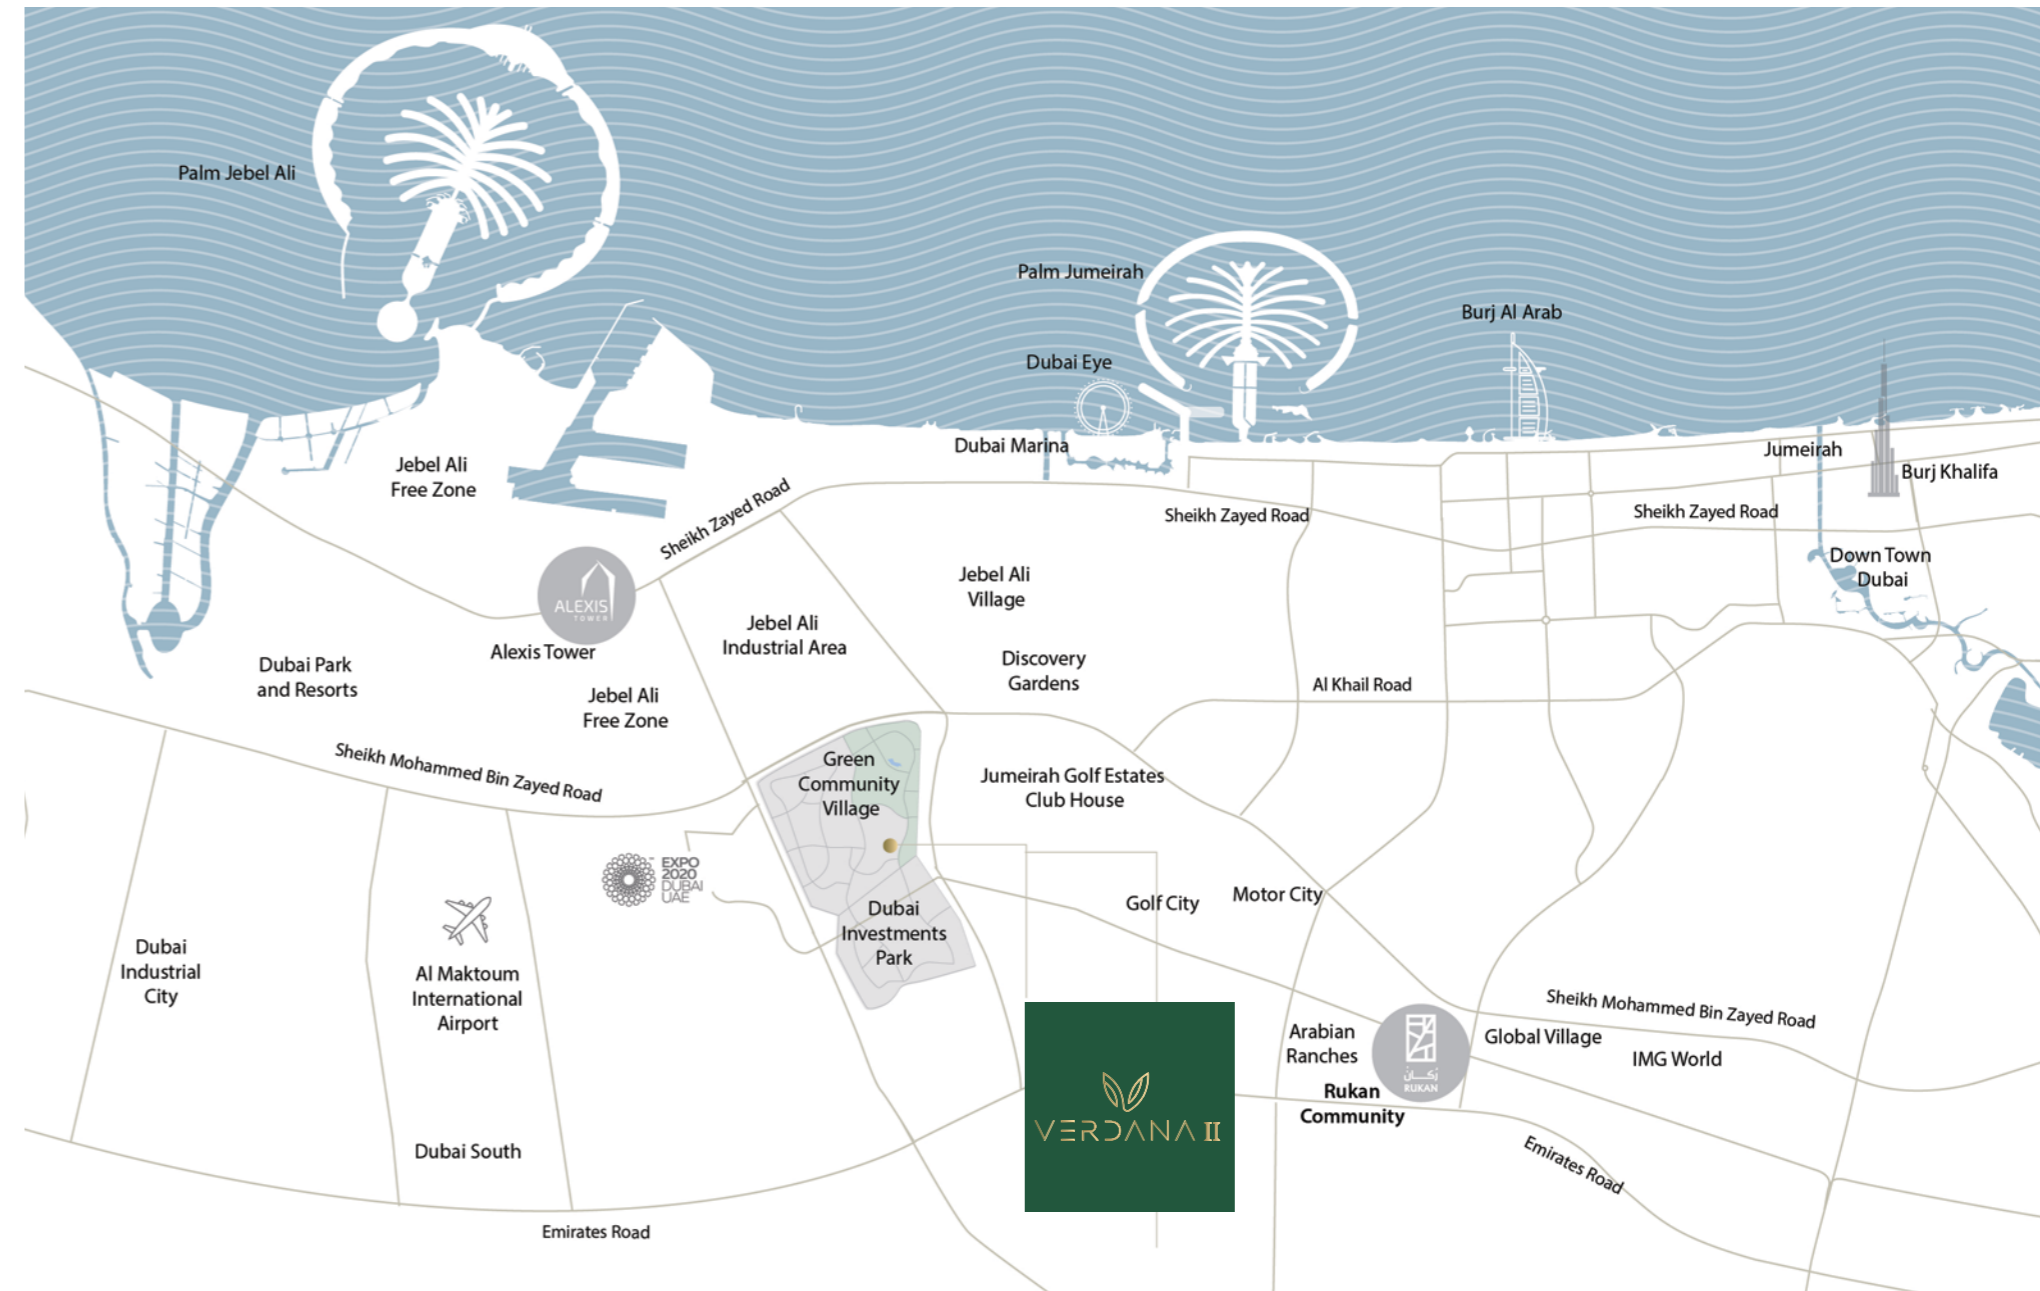 Palm Jebel Ali
Palm Jumeirah
Burj Al Arab
Dubai Eye
Dubai Marina
Jumeirah
Burj Khalifa
Jebel Ali
Free Zone
Sheikh Zayed Road
Sheikh Zayed Road
Sheikh Zayed Road
Down Town
Dubai
ALEXIS
TOWER
Alexis Tower
Jebel Ali
Village
Jebel Ali
Industrial Area
Dubai Park
and Resorts
Discovery
Gardens
Jebel Ali
Free Zone
Al Khail Road
Sheikh Mohammed Bin Zayed Road
Green
Community
Village
Jumeirah Golf Estates
Club House
EXPO
2020
DUBAI
UAE
Golf City
Motor City
Dubai
Investments
Park
Dubai
Industrial
City
Al Maktoum
International
Airport
Sheikh Mohammed Bin Zayed Road
Arabian
Ranches
رُكــان
RUKAN
Global Village
IMG World
Rukan
Community
VERDANA II
Dubai South
Emirates Road
Emirates Road